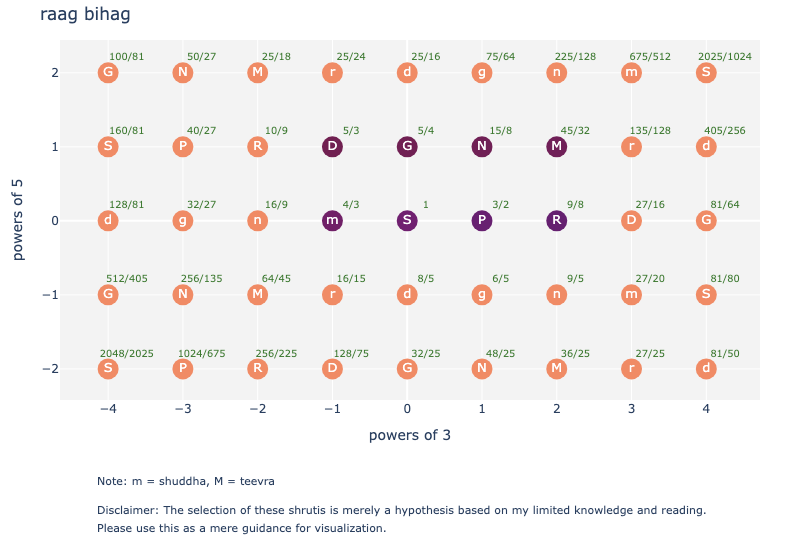 raag bihag
100/81 50/27 25/18 25/24 25/16 75/64 225/128 675/512 2025/1024
2 G N M r d g n m S
160/81 40/27 10/9 5/3 5/4 15/8 45/32 135/128 405/256
1 S P R D G N M r d
128/81 32/27 16/9 4/3 1 3/2 9/8 27/16 81/64
0 d g n m S P R D G
512/405 256/135 64/45 16/15 8/5 6/5 9/5 27/20 81/80
−1 G N M r d g n m S
2048/2025 1024/675 256/225 128/75 32/25 48/25 36/25 27/25 81/50
−2 S P R D G N M r d
−4 −3 −2 −1 0 1 2 3 4
powers of 5
powers of 3
Note: m = shuddha, M = teevra
Disclaimer: The selection of these shrutis is merely a hypothesis based on my limited knowledge and reading.
Please use this as a mere guidance for visualization.